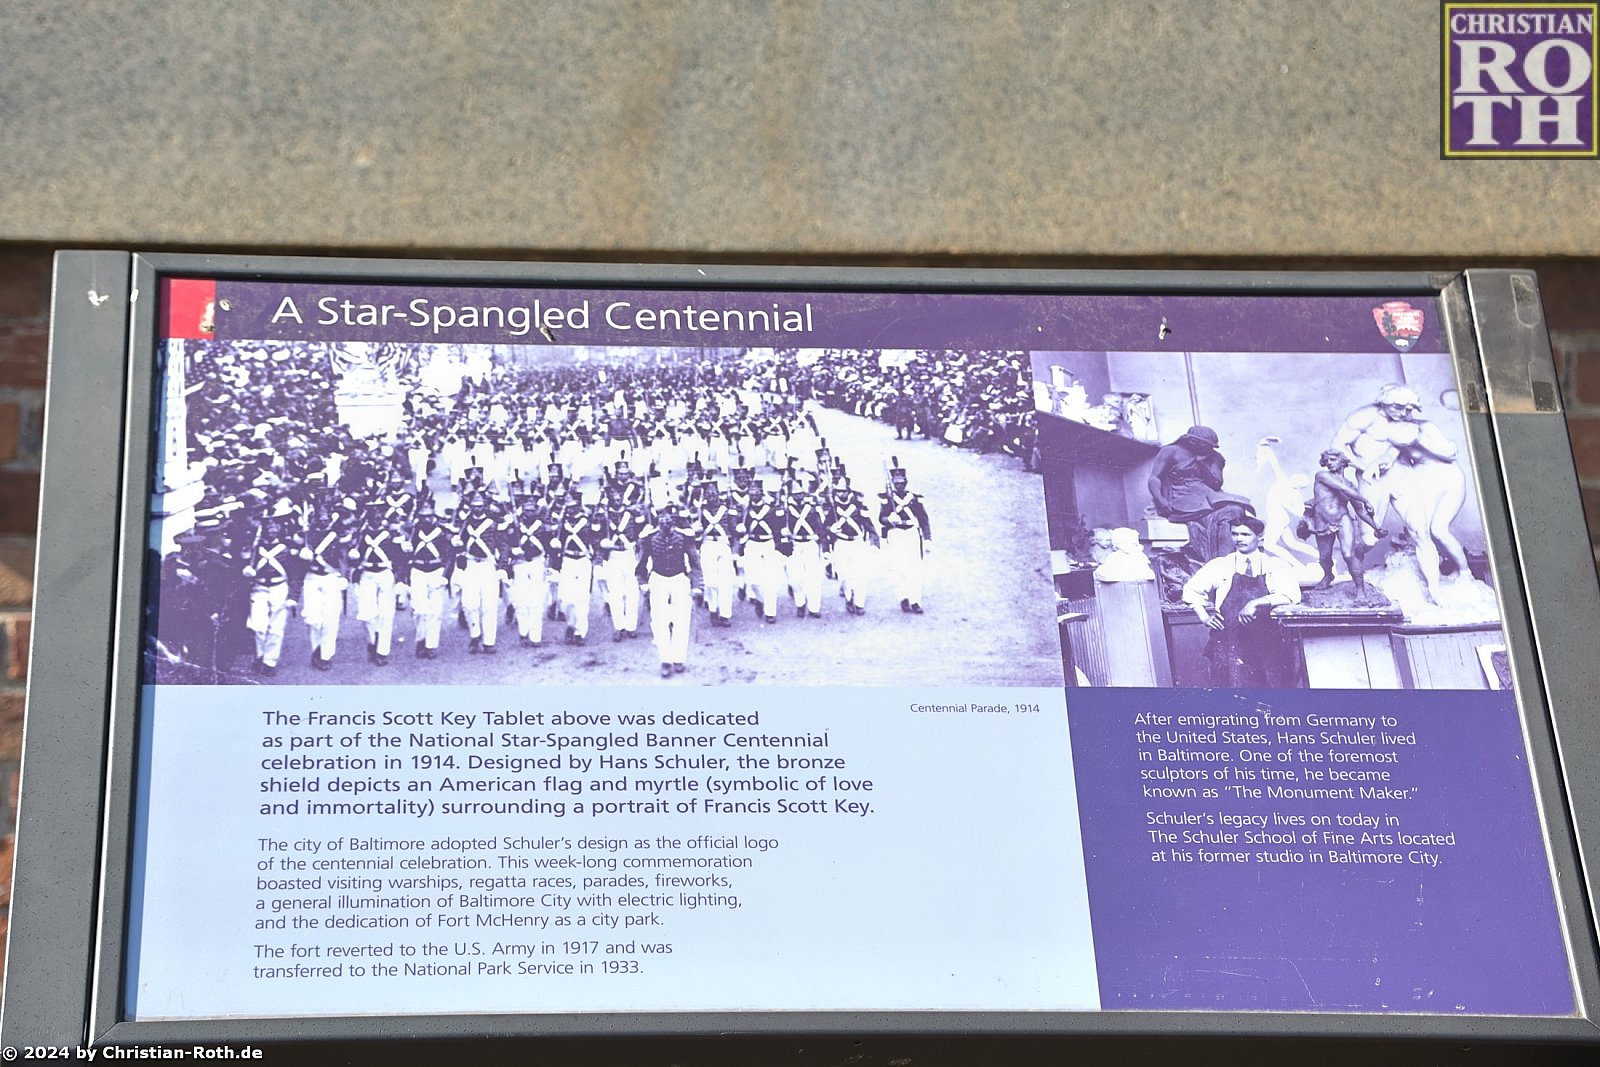 CHRISTIAN
RO
TH
A Star-Spangled Centennial
Centennial Parade, 1914
The Francis Scott Key Tablet above was dedicated
as part of the National Star-Spangled Banner Centennial
celebration in 1914. Designed by Hans Schuler, the bronze
shield depicts an American flag and myrtle (symbolic of love
and immortality) surrounding a portrait of Francis Scott Key.
The city of Baltimore adopted Schuler's design as the official logo
of the centennial celebration. This week-long commemoration
boasted visiting warships, regatta races, parades, fireworks,
a general illumination of Baltimore City with electric lighting,
and the dedication of Fort McHenry as a city park.
The fort reverted to the U.S. Army in 1917 and was
transferred to the National Park Service in 1933.
After emigrating from Germany to
the United States, Hans Schuler lived
in Baltimore. One of the foremost
sculptors of his time, he became
known as "The Monument Maker."
Schuler's legacy lives on today in
The Schuler School of Fine Arts located
at his former studio in Baltimore City.
© 2024 by Christian-Roth.de